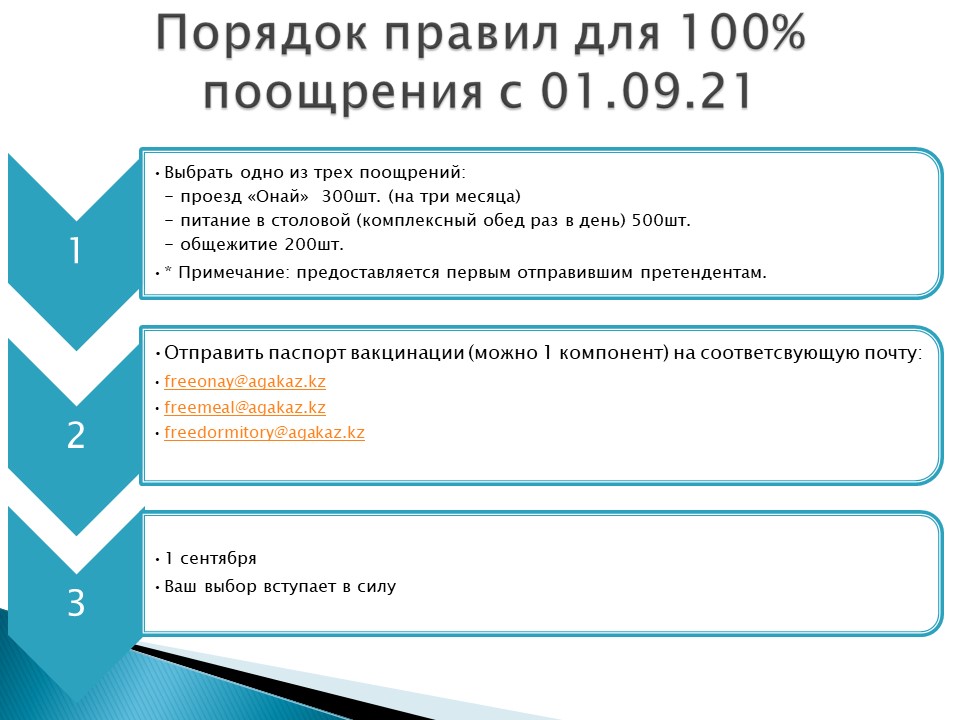 Порядок правил для 100%
поощрения с 01.09.21
1
• Выбрать одно из трех поощрений:
– проезд «Онай» 300шт. (на три месяца)
– питание в столовой (комплексный обед раз в день) 500шт.
– общежитие 200шт.
• * Примечание: предоставляется первым отправившим претендентам.
2
• Отправить паспорт вакцинации (можно 1 компонент) на соответсвующую почту:
• freeonay@agakaz.kz
• freemeal@agakaz.kz
• freedormitory@agakaz.kz
3
• 1 сентября
• Ваш выбор вступает в силу